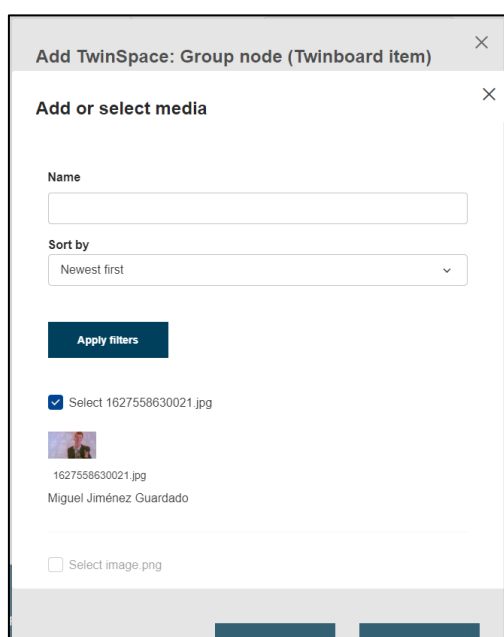 Add TwinSpace: Group node (Twinboard item)
Add or select media
Name
Sort by
Newest first
Apply filters
Select 1627558630021.jpg
1627558630021.jpg
Miguel Jiménez Guardado
Select image.png